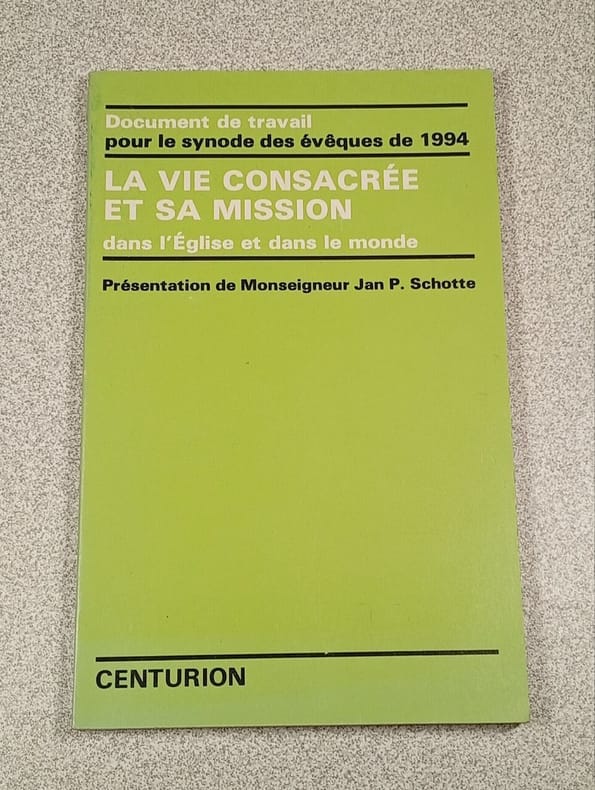 Document de travail
pour le synode des évêques de 1994
LA VIE CONSACRÉE
ET SA MISSION
dans l'Église et dans le monde
Présentation de Monseigneur Jan P. Schotte
CENTURION